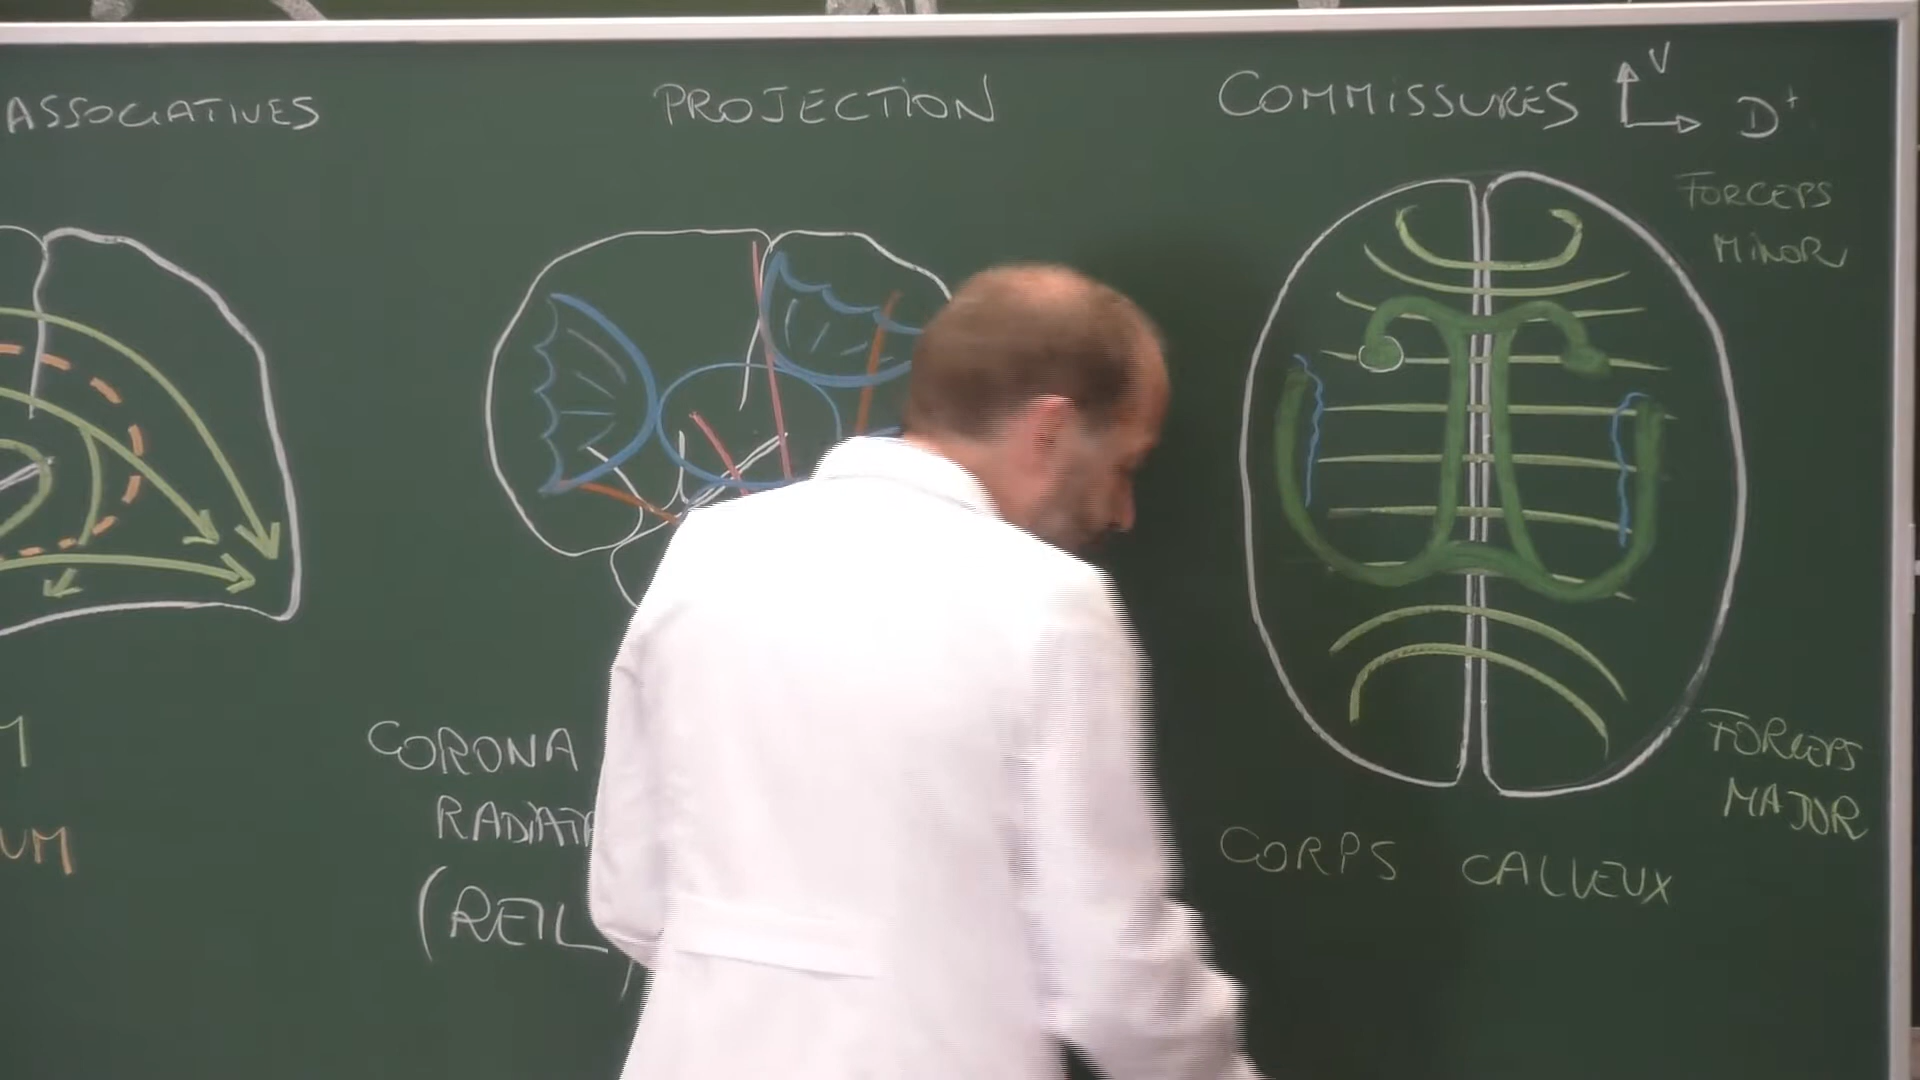 ASSOCIATIVES
PROJECTION
COMMISSURES
V
D+
FORCEPS
MINOR
CORONA
RADIATA
(REIL
FORCEPS
MAJOR
CORPS CALLEUX